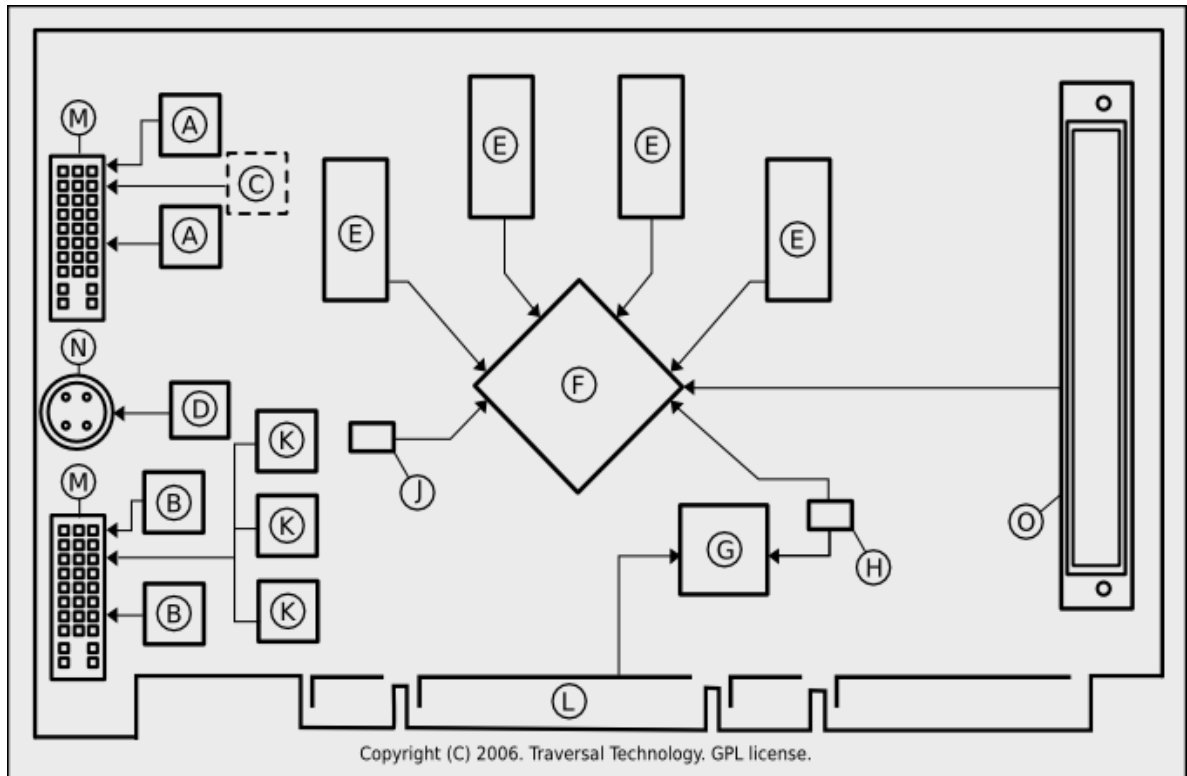 M
A
C
A
E
E
E
E
N
D
F
K
J
M
B
K
G
H
O
B
K
L
Copyright (C) 2006. Traversal Technology. GPL license.